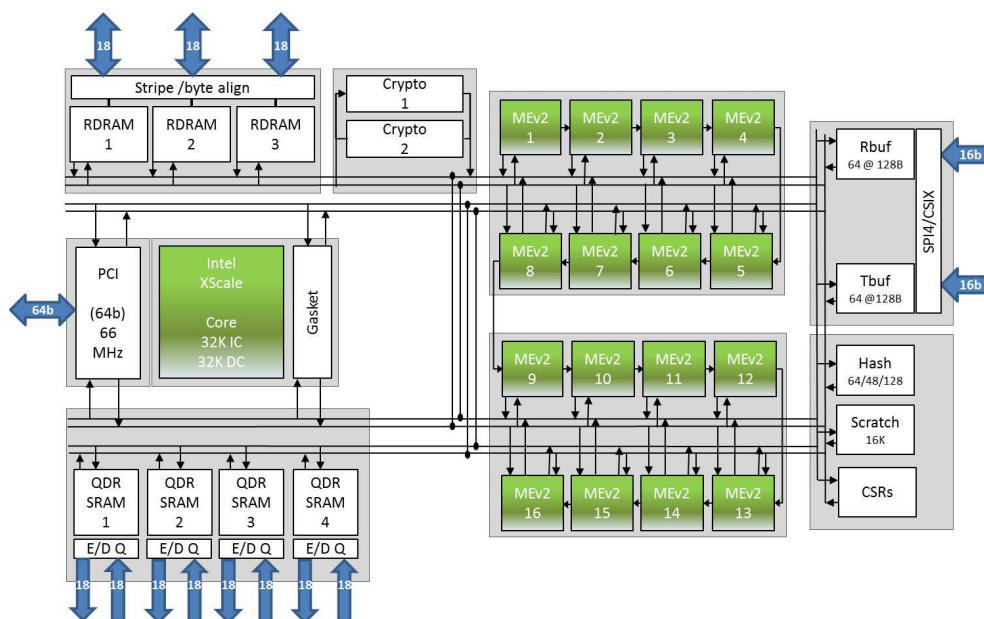 18
18
18
Stripe /byte align
RDRAM
1
RDRAM
2
RDRAM
3
Crypto
1
Crypto
2
MEv2
1
MEv2
2
MEv2
3
MEv2
4
MEv2
8
MEv2
7
MEv2
6
MEv2
5
Rbuf
64 @ 128B
Tbuf
64 @128B
SPI4/CSIX
16b
16b
64b
PCI
(64b)
66
MHz
Intel
XScale
Core
32K IC
32K DC
Gasket
MEv2
9
MEv2
10
MEv2
11
MEv2
12
MEv2
16
MEv2
15
MEv2
14
MEv2
13
Hash
64/48/128
Scratch
16K
CSRs
QDR
SRAM
1
QDR
SRAM
2
QDR
SRAM
3
QDR
SRAM
4
E/D Q
E/D Q
E/D Q
E/D Q
18
18
18
18
18
18
18
18